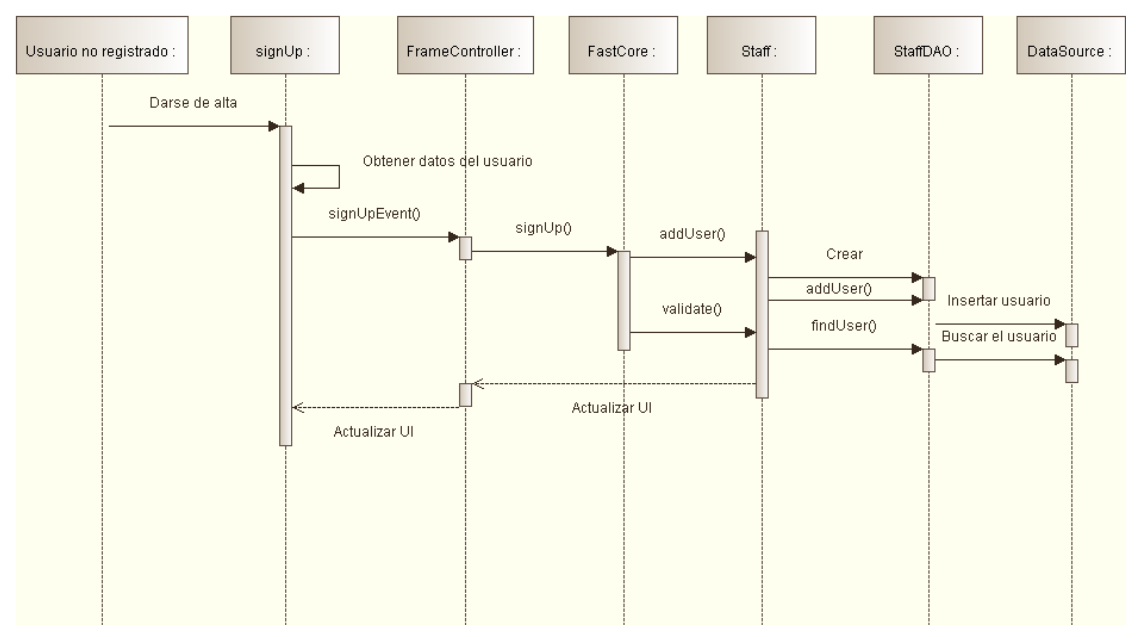 Usuario no registrado :
signUp :
FrameController :
FastCore :
Staff :
StaffDAO :
DataSource :
Darse de alta
Obtener datos del usuario
signUpEvent()
signUp()
addUser()
Crear
addUser()
Insertar usuario
validate()
findUser()
Buscar el usuario
Actualizar UI
Actualizar UI